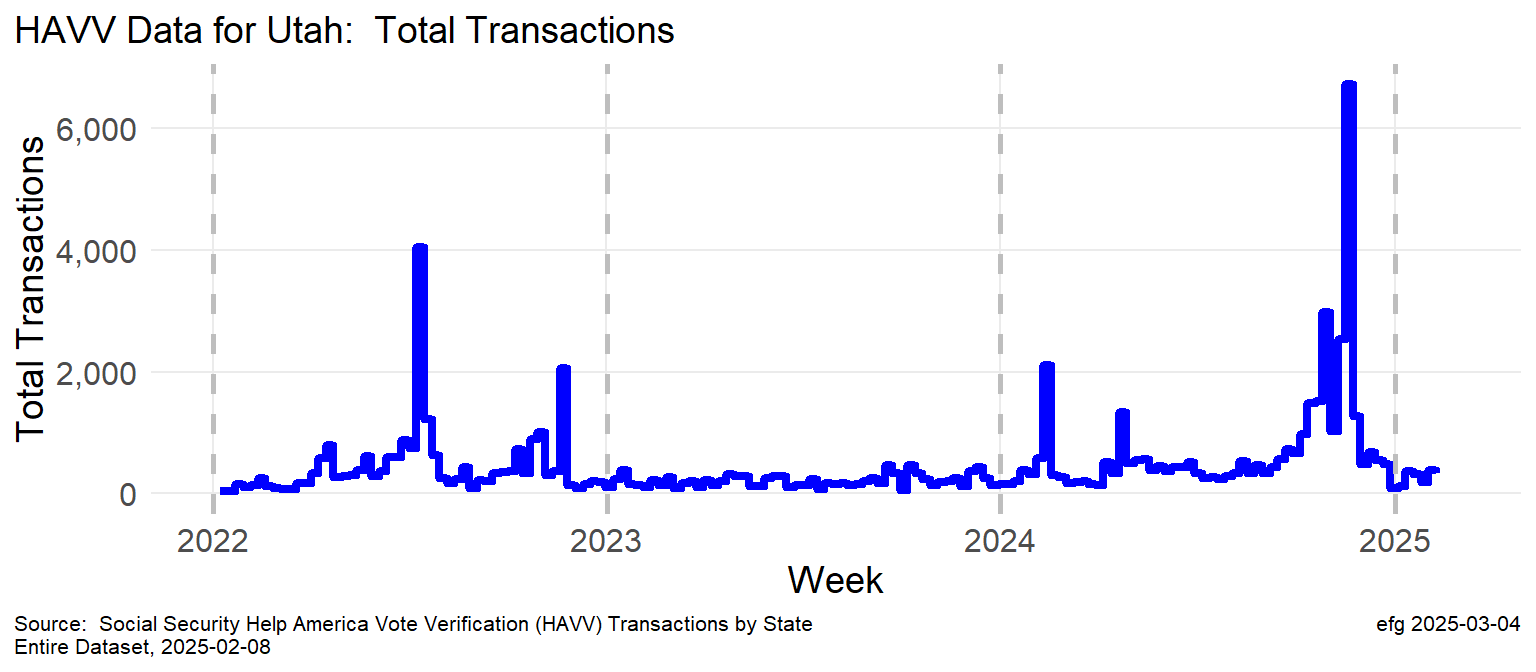 HAVV Data for Utah:  Total Transactions
Total Transactions
6,000
4,000
2,000
0
2022 2023 2024 2025
Week
Source:  Social Security Help America Vote Verification (HAVV) Transactions by State
Entire Dataset, 2025-02-08
efg 2025-03-04